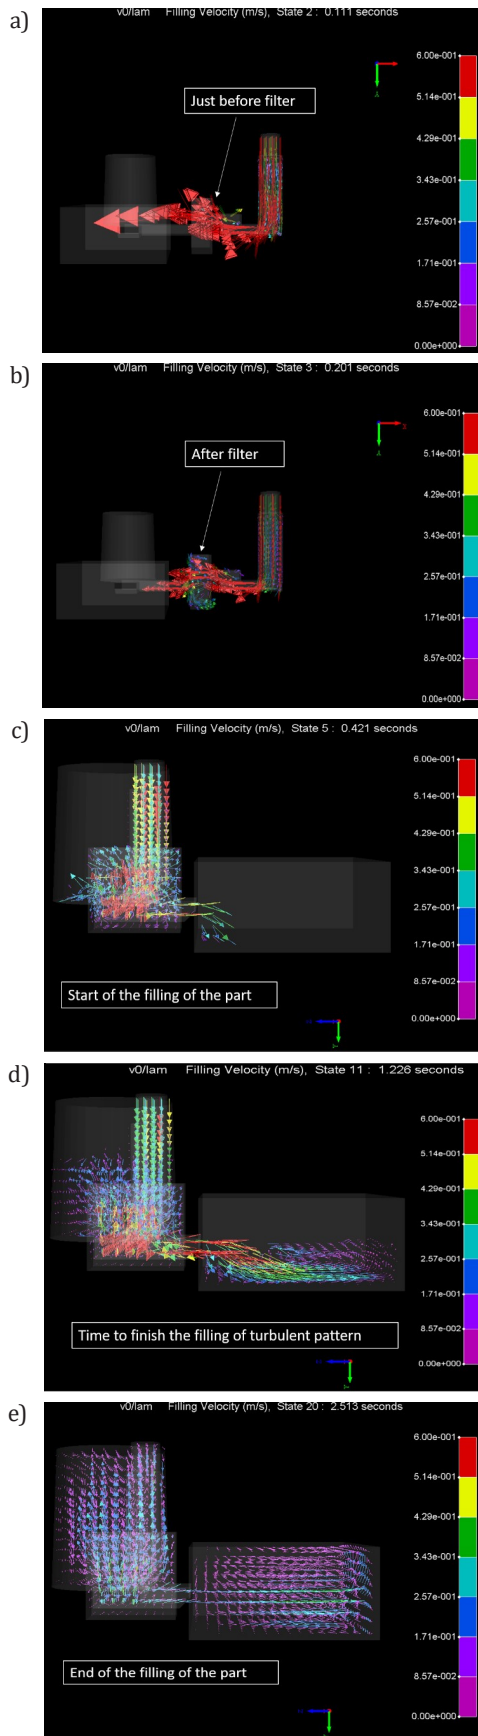 a)
v0/lam Filling Velocity (m/s), State 2 : 0.111 seconds
6.00e-001
5.14e-001
4.29e-001
3.43e-001
2.57e-001
1.71e-001
8.57e-002
0.00e+000
Just before filter
b)
v0/lam Filling Velocity (m/s), State 3 : 0.201 seconds
6.00e-001
5.14e-001
4.29e-001
3.43e-001
2.57e-001
1.71e-001
8.57e-002
0.00e+000
After filter
c)
v0/lam Filling Velocity (m/s), State 5 : 0.421 seconds
6.00e-001
5.14e-001
4.29e-001
3.43e-001
2.57e-001
1.71e-001
8.57e-002
0.00e+000
Start of the filling of the part
d)
v0/lam Filling Velocity (m/s), State 11 : 1.226 seconds
6.00e-001
5.14e-001
4.29e-001
3.43e-001
2.57e-001
1.71e-001
8.57e-002
0.00e+000
Time to finish the filling of turbulent pattern
e)
v0/lam Filling Velocity (m/s), State 20 : 2.513 seconds
6.00e-001
5.14e-001
4.29e-001
3.43e-001
2.57e-001
1.71e-001
8.57e-002
0.00e+000
End of the filling of the part